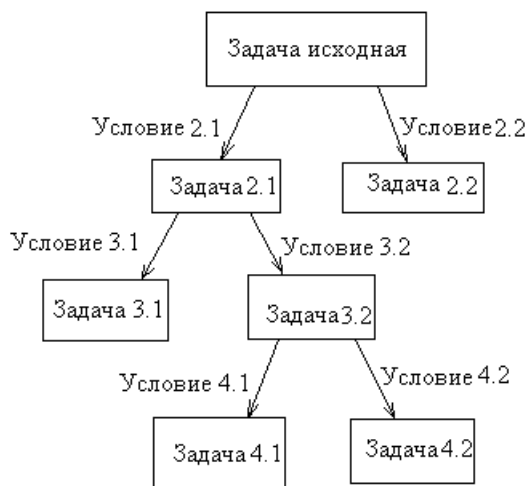 Задача исходная
Условие 2.1
Условие2.2
Задача2.1
Задача 2.2
Условие 3.1
Условие 3.2
Задача 3.1
Задача3.2
Условие 4.1
Условие 4.2
Задача4.1
Задача4.2